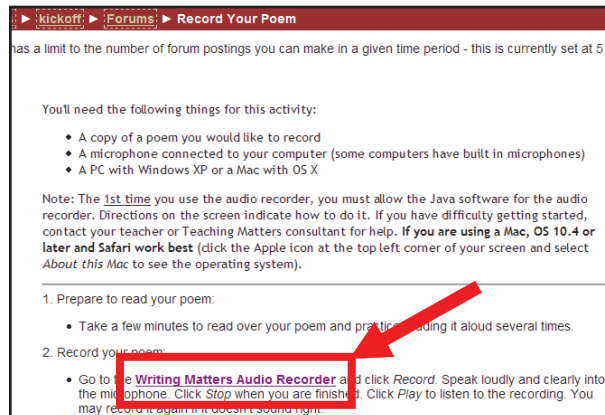 ► kickoff ► Forums ► Record Your Poem
has a limit to the number of forum postings you can make in a given time period - this is currently set at 5
You'll need the following things for this activity:
◆ A copy of a poem you would like to record
◆ A microphone connected to your computer (some computers have built in microphones)
◆ A PC with Windows XP or a Mac with OS X
Note: The 1st time you use the audio recorder, you must allow the Java software for the audio
recorder. Directions on the screen indicate how to do it. If you have difficulty getting started,
contact your teacher or Teaching Matters consultant for help. If you are using a Mac, OS 10.4 or
later and Safari work best (click the Apple icon at the top left corner of your screen and select
About this Mac to see the operating system).
1. Prepare to read your poem:
• Take a few minutes to read over your poem and practice reading it aloud several times.
2. Record your poem:
• Go to the Writing Matters Audio Recorder and click Record. Speak loudly and clearly into
the microphone. Click Stop when you are finished. Click Play to listen to the recording. You
may record it again if it doesn't sound right.